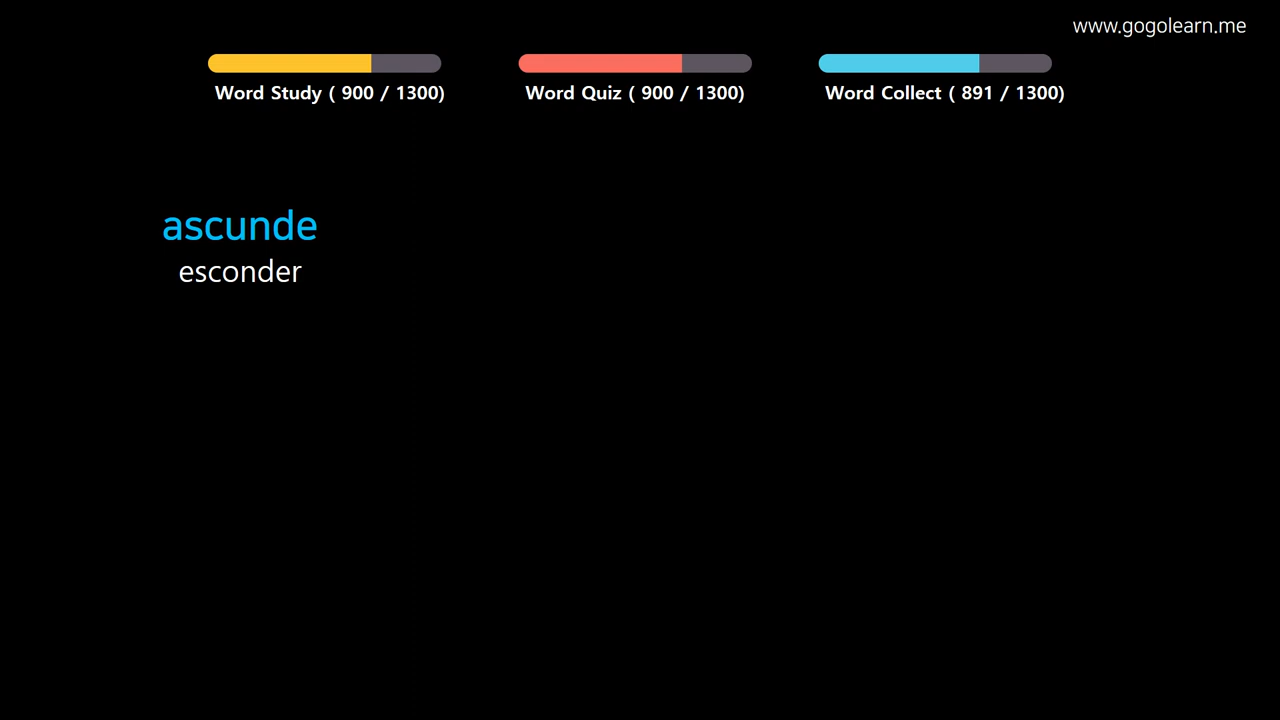 www.gogolearn.me
Word Study ( 900 / 1300)
Word Quiz ( 900 / 1300)
Word Collect ( 891 / 1300)
ascunde
esconder